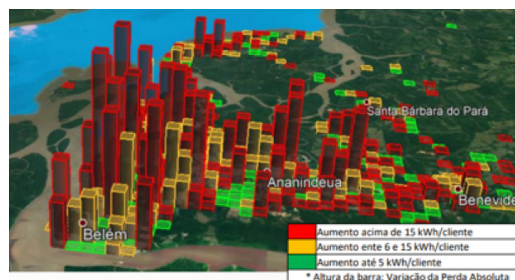 Santa Bárbara do Pará
Ananindeua
Benevide
Belém
Aumento acima de 15 kWh/cliente
Aumento ente 6 e 15 kWh/cliente
Aumento até 5 kWh/cliente
* Altura da barra: Variação da Perda Absoluta